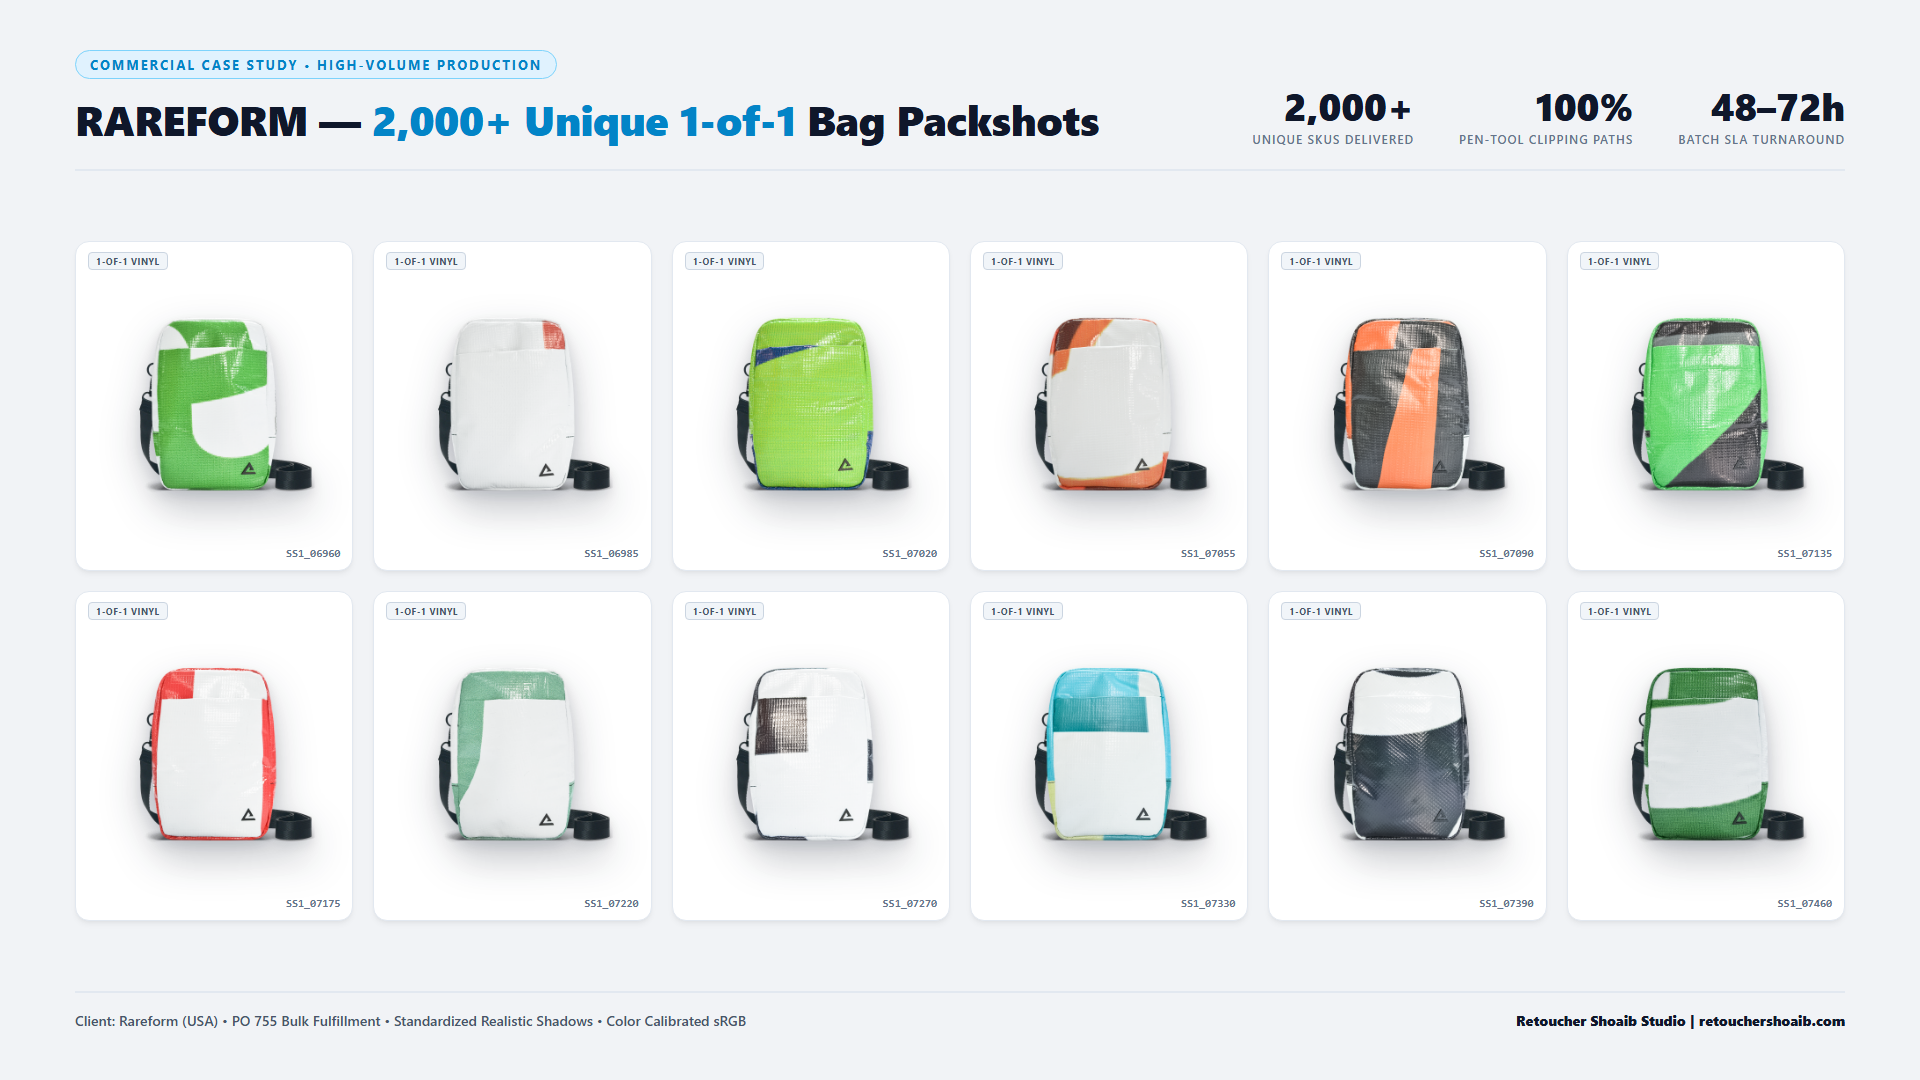 COMMERCIAL CASE STUDY • HIGH-VOLUME PRODUCTION
RAREFORM — 2,000+ Unique 1-of-1 Bag Packshots
2,000+
UNIQUE SKUS DELIVERED
100%
PEN-TOOL CLIPPING PATHS
48–72h
BATCH SLA TURNAROUND
1-OF-1 VINYL
SS1_06960
1-OF-1 VINYL
SS1_06985
1-OF-1 VINYL
SS1_07020
1-OF-1 VINYL
SS1_07055
1-OF-1 VINYL
SS1_07090
1-OF-1 VINYL
SS1_07135
1-OF-1 VINYL
SS1_07175
1-OF-1 VINYL
SS1_07220
1-OF-1 VINYL
SS1_07270
1-OF-1 VINYL
SS1_07330
1-OF-1 VINYL
SS1_07390
1-OF-1 VINYL
SS1_07460
Client: Rareform (USA) • PO 755 Bulk Fulfillment • Standardized Realistic Shadows • Color Calibrated sRGB
Retoucher Shoaib Studio | retouchershoaib.com